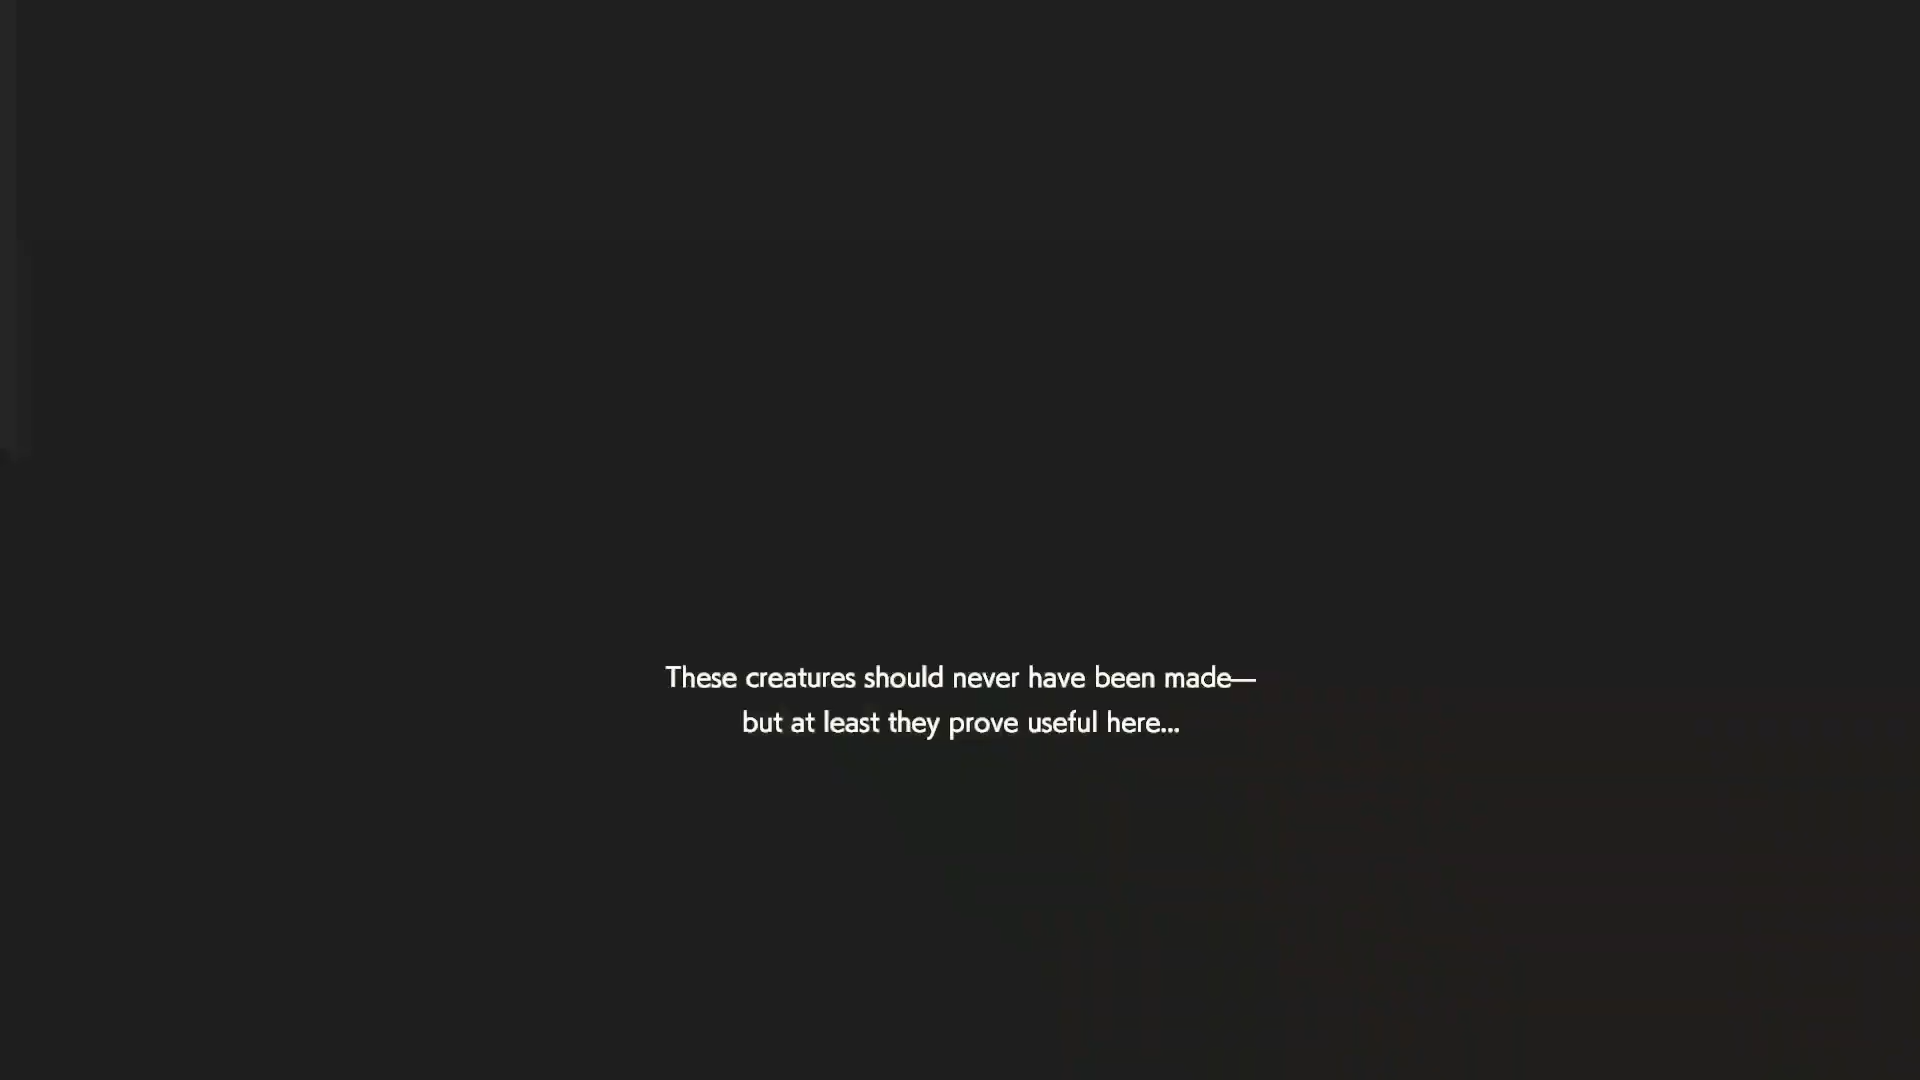 These creatures should never have been made—
but at least they prove useful here...